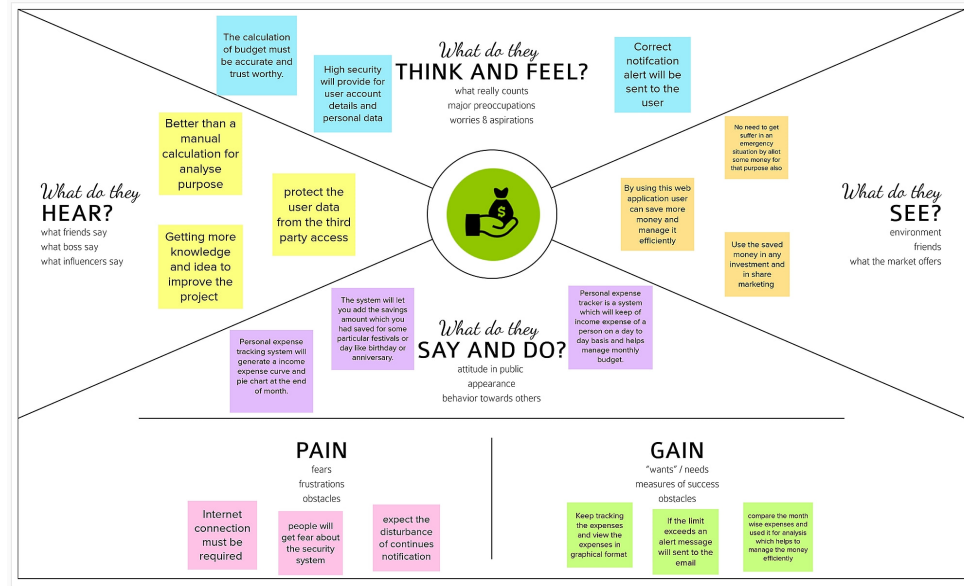 The calculation
of budget must
be accurate and
trust worthy.
High security
will provide for
user account
details and
personal data
What do they
THINK AND FEEL?
what really counts
major preoccupations
worries & aspirations
Correct
notifcation
alert will be
sent to the
user
Better than a
manual
calculation for
analyse
purpose
protect the
user data
from the third
party access
Getting more
knowledge
and idea to
improve the
project
What do they
HEAR?
what friends say
what boss say
what influencers say
$
No need to get
suffer in an
emergency
situation by allot
some money for
that purpose also
By using this web
application user
can save more
money and
manage it
efficiently
Use the saved
money in any
investment and
in share
marketing
What do they
SEE?
environment
friends
what the market offers
Personal expense
tracking system will
generate a income
expense curve and
pie chart at the end
of month.
The system will let
you add the savings
amount which you
had saved for some
particular festivals or
day like birthday or
anniversary.
What do they
SAY AND DO?
attitude in public
appearance
behavior towards others
Personal expense
tracker is a system
which will keep of
income expense of a
person on a day to
day basis and helps
manage monthly
budget.
PAIN
fears
frustrations
obstacles
Internet
connection
must be
required
people will
get fear about
the security
system
expect the
disturbance
of continues
notification
GAIN
"wants" / needs
measures of success
obstacles
Keep tracking
the expenses
and view the
expenses in
graphical format
If the limit
exceeds an
alert message
will sent to the
email
compare the month
wise expenses and
used it for analysis
which helps to
manage the money
efficiently